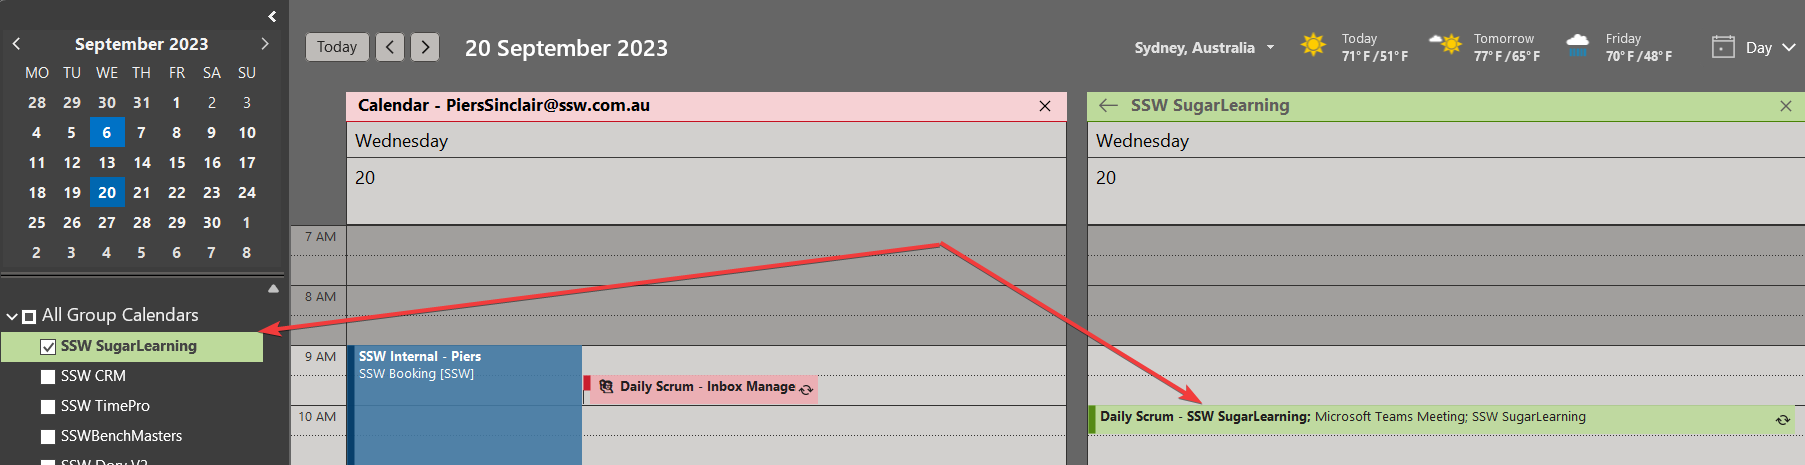 September 2023
MO TU WE TH FR SA SU
28 29 30 31 1 2 3
4 5 6 7 8 9 10
11 12 13 14 15 16 17
18 19 20 21 22 23 24
25 26 27 28 29 30 1
2 3 4 5 6 7 8
All Group Calendars
SSW SugarLearning
SSW CRM
SSW TimePro
SSWBenchMasters
SSW Dory V2
Today
20 September 2023
Sydney, Australia
Today
71°F/51°F
Tomorrow
77°F/65°F
Friday
70°F/48°F
Day
Calendar - PiersSinclair@ssw.com.au
Wednesday
20
7 AM
8 AM
9 AM
10 AM
SSW Internal - Piers
SSW Booking [SSW]
Daily Scrum - Inbox Manage
SSW SugarLearning
Wednesday
20
Daily Scrum - SSW SugarLearning; Microsoft Teams Meeting; SSW SugarLearning